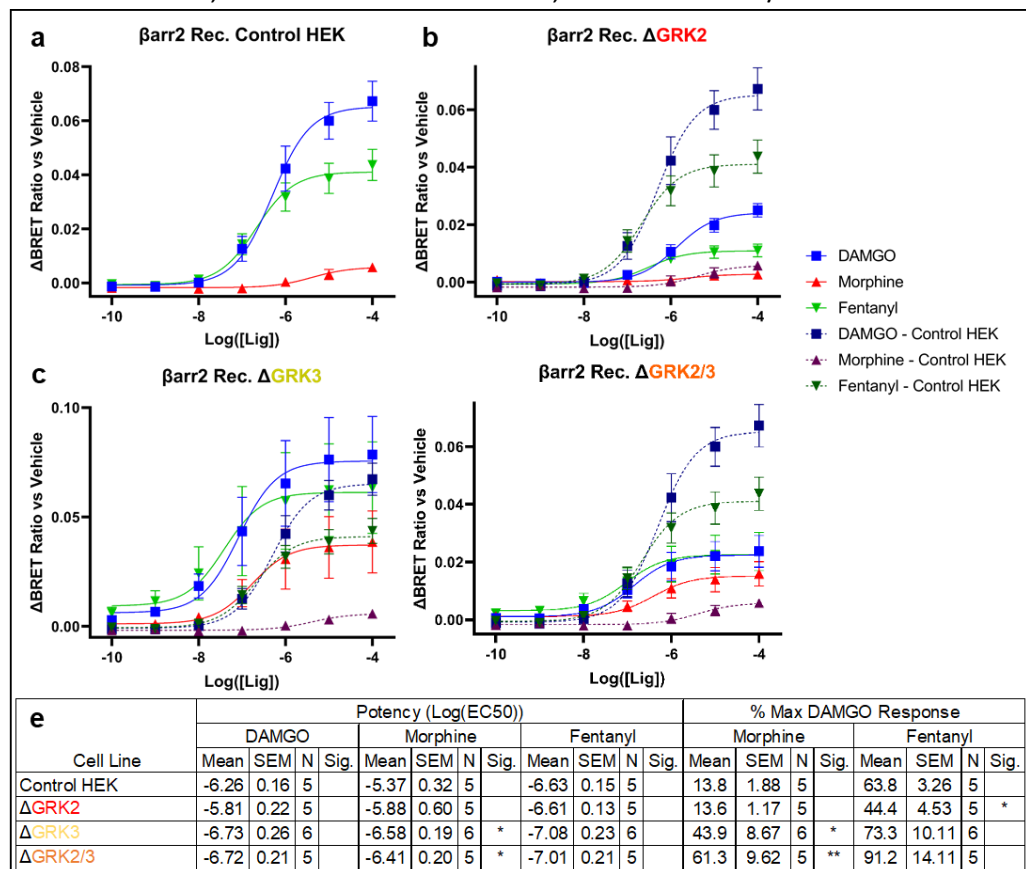 a
βarr2 Rec. Control HEK
ΔBRET Ratio vs Vehicle
0.08
0.06
0.04
0.02
0.00
-10 -8 -6 -4
Log([Lig])
b
βarr2 Rec. ΔGRK2
ΔBRET Ratio vs Vehicle
0.06
0.04
0.02
0.00
-10 -8 -6 -4
Log([Lig])
DAMGO
Morphine
Fentanyl
DAMGO - Control HEK
Morphine - Control HEK
Fentanyl - Control HEK
c
βarr2 Rec. ΔGRK3
ΔBRET Ratio vs Vehicle
0.10
0.05
0.00
-10 -8 -6 -4
Log([Lig])
βarr2 Rec. ΔGRK2/3
ΔBRET Ratio vs Vehicle
0.06
0.04
0.02
0.00
-10 -8 -6 -4
Log([Lig])
e
Potency (Log(EC50)) % Max DAMGO Response
DAMGO Morphine Fentanyl Morphine Fentanyl
Cell Line Mean SEM N Sig. Mean SEM N Sig. Mean SEM N Sig. Mean SEM N Sig. Mean SEM N Sig.
Control HEK -6.26 0.16 5 -5.37 0.32 5 -6.63 0.15 5 13.8 1.88 5 63.8 3.26 5
ΔGRK2 -5.81 0.22 5 -5.88 0.60 5 -6.61 0.13 5 13.6 1.17 5 44.4 4.53 5 *
ΔGRK3 -6.73 0.26 6 -6.58 0.19 6 * -7.08 0.23 6 43.9 8.67 6 * 73.3 10.11 6
ΔGRK2/3 -6.72 0.21 5 -6.41 0.20 5 * -7.01 0.21 5 61.3 9.62 5 ** 91.2 14.11 5